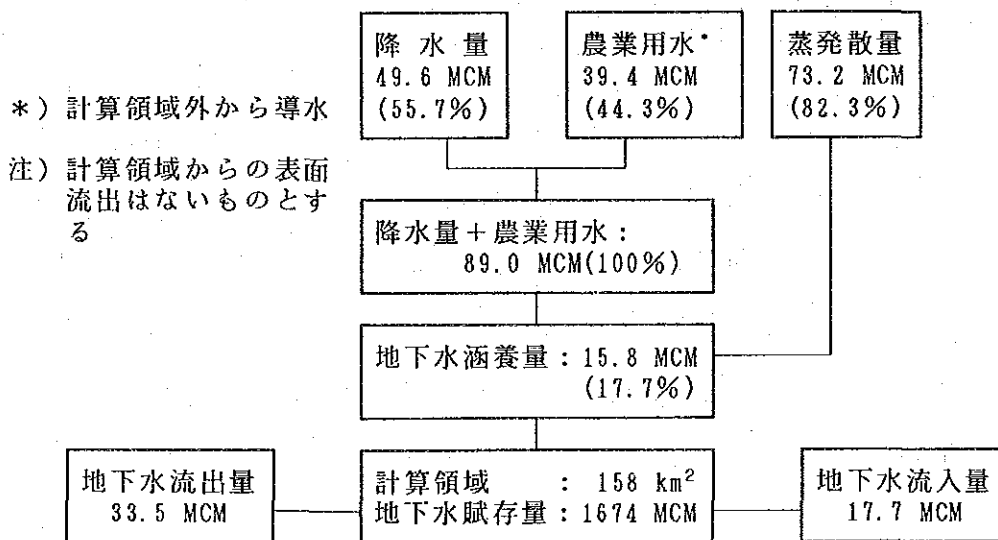 降水量
49.6 MCM
(55.7%)
農業用水*
39.4 MCM
(44.3%)
蒸発散量
73.2 MCM
(82.3%)
*）計算領域外から導水
注）計算領域からの表面
流出はないものとす
る
降水量＋農業用水：
89.0 MCM(100%)
地下水涵養量：15.8 MCM
(17.7%)
地下水流出量
33.5 MCM
計算領域 ： 158 km²
地下水賦存量：1674 MCM
地下水流入量
17.7 MCM